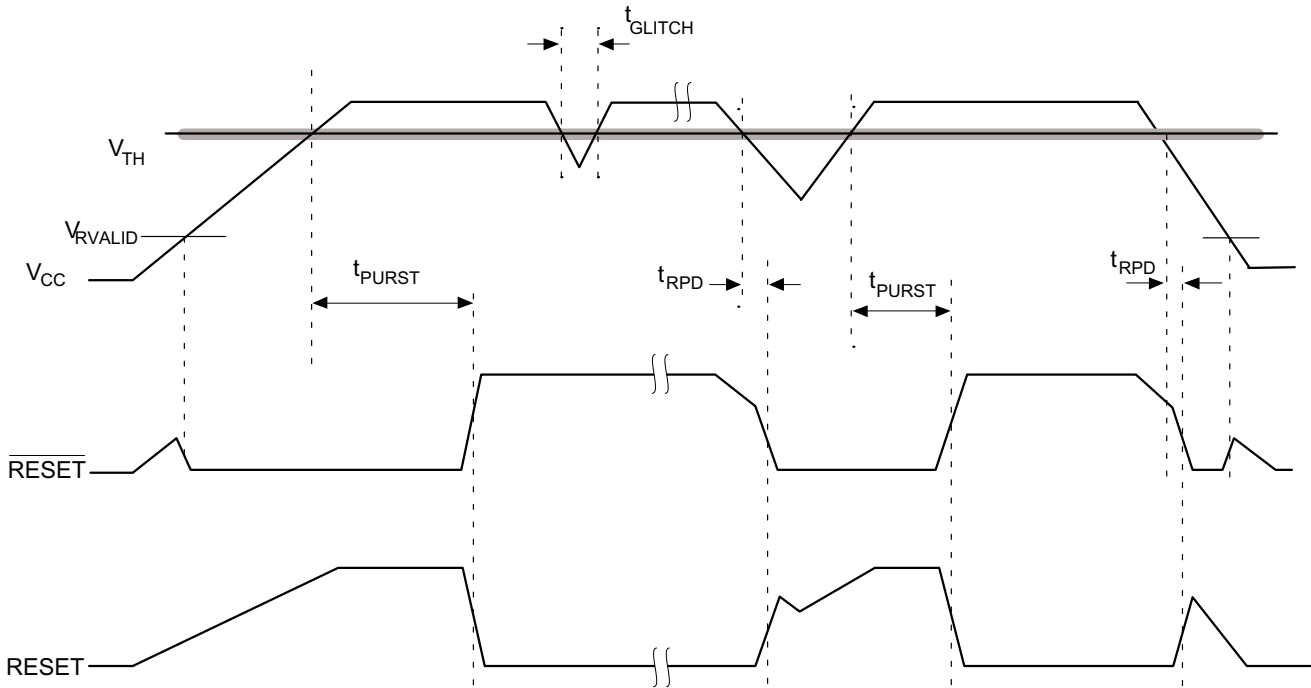 tGLITCH
VTH
VRVALID
VCC
tPURST
tRPD
tPURST
tRPD
RESET
RESET